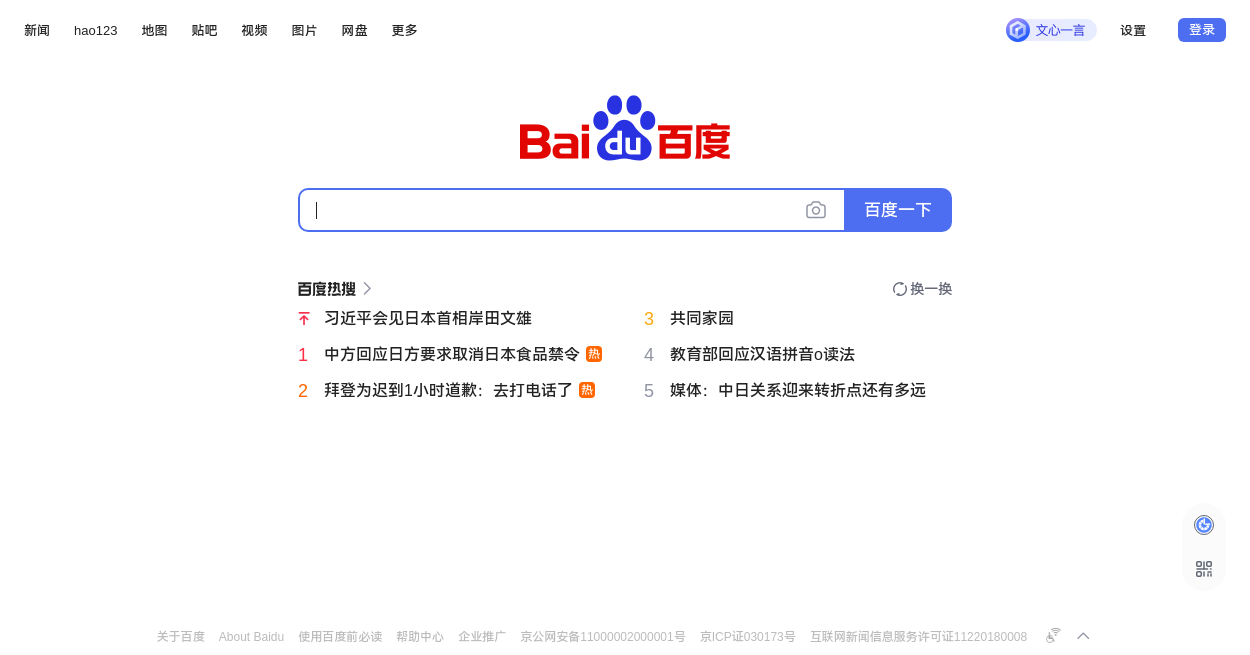 新闻 hao123 地图 贴吧 视频 图片 网盘 更多 文心一言 设置 登录
Bai du 百度
百度一下
百度热搜 换一换
习近平会见日本首相岸田文雄 3 共同家园
1 中方回应日方要求取消日本食品禁令 热 4 教育部回应汉语拼音o读法
2 拜登为迟到1小时道歉：去打电话了 热 5 媒体：中日关系迎来转折点还有多远
关于百度 About Baidu 使用百度前必读 帮助中心 企业推广 京公网安备11000002000001号 京ICP证030173号 互联网新闻信息服务许可证11220180008